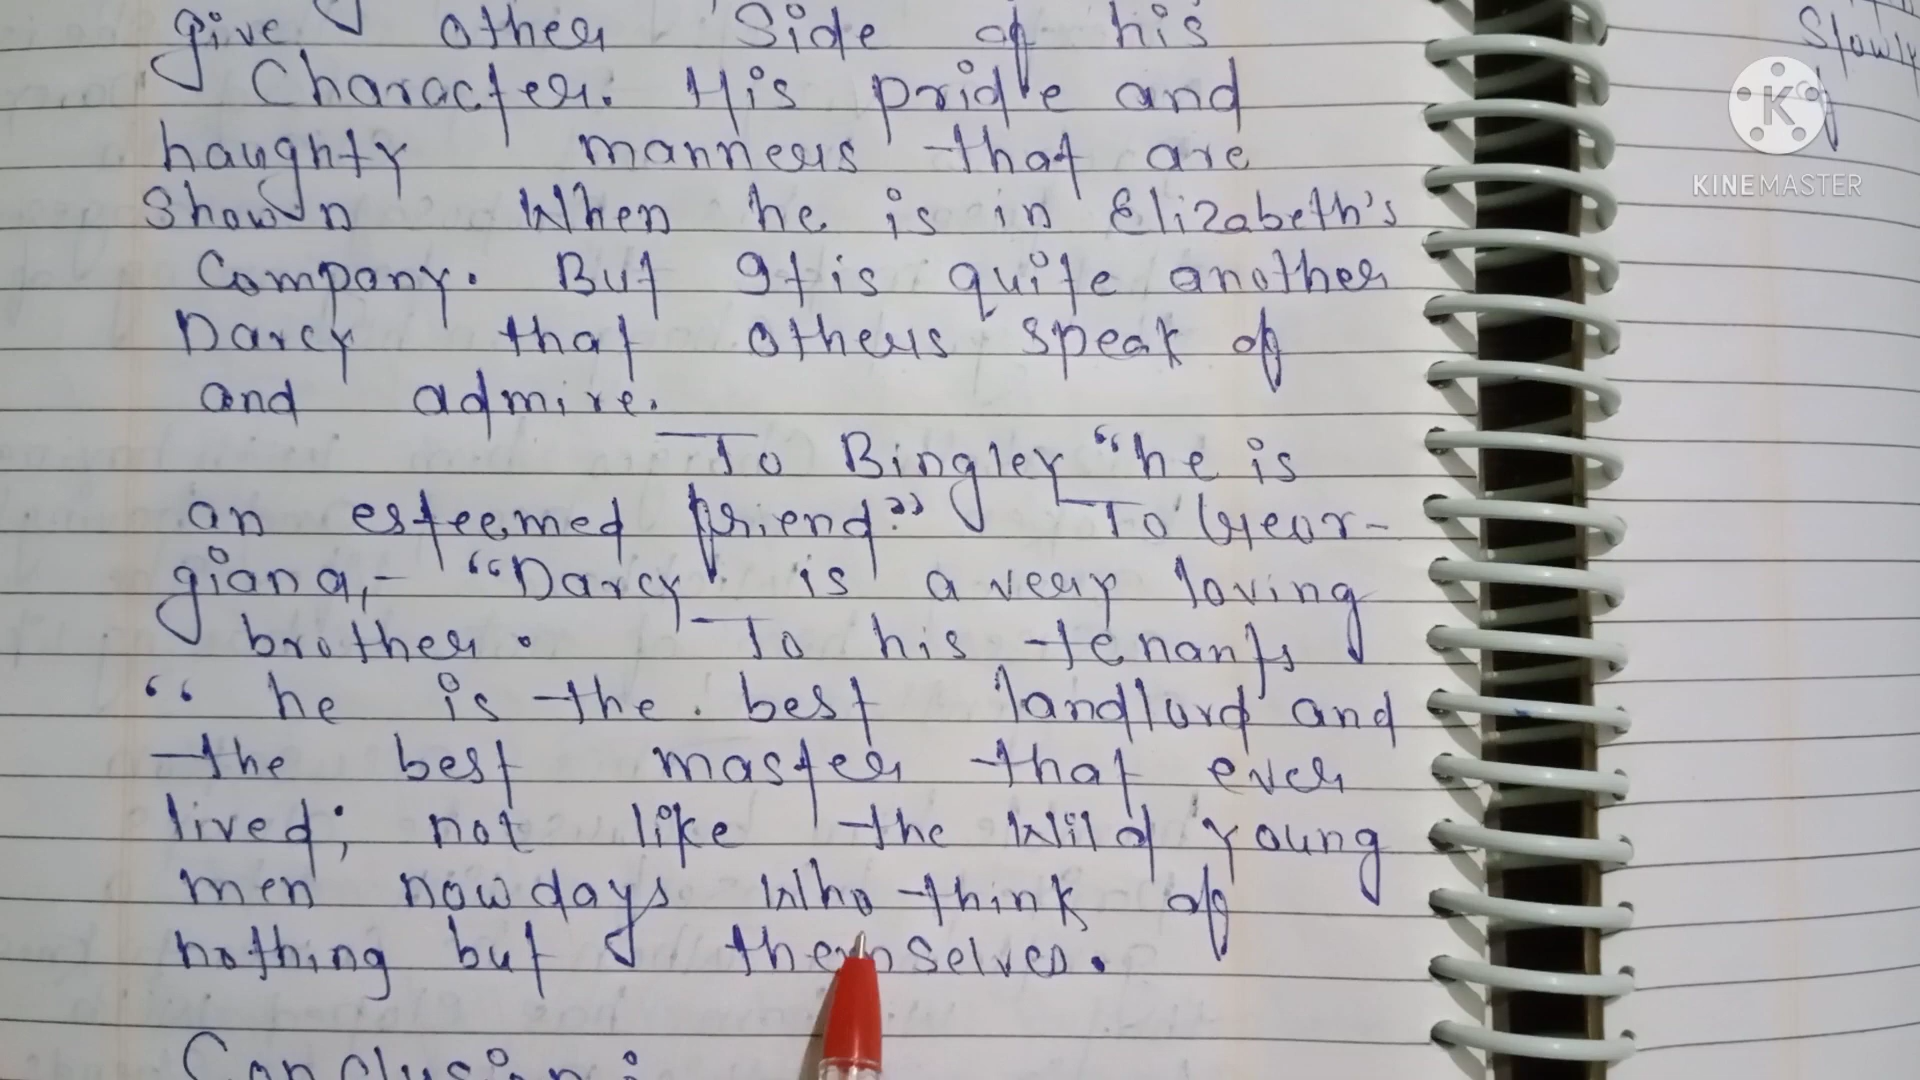 give other Side of his
Character. His pride and
haughty manners that are
Shown When he is in Elizabeth's
Company. But It is quite another
Darcy that others speak of
and admire.
To Bingley "he is
an esteemed friend." To Geor-
giana,- "Darcy is a very loving
brother. To his tenants
" he is the. best landlord and
the best master that ever
lived; not like the Wild young
men nowdays Who think of
nothing but themselves.
Conclusion:
Slowly
of
K
KINEMASTER